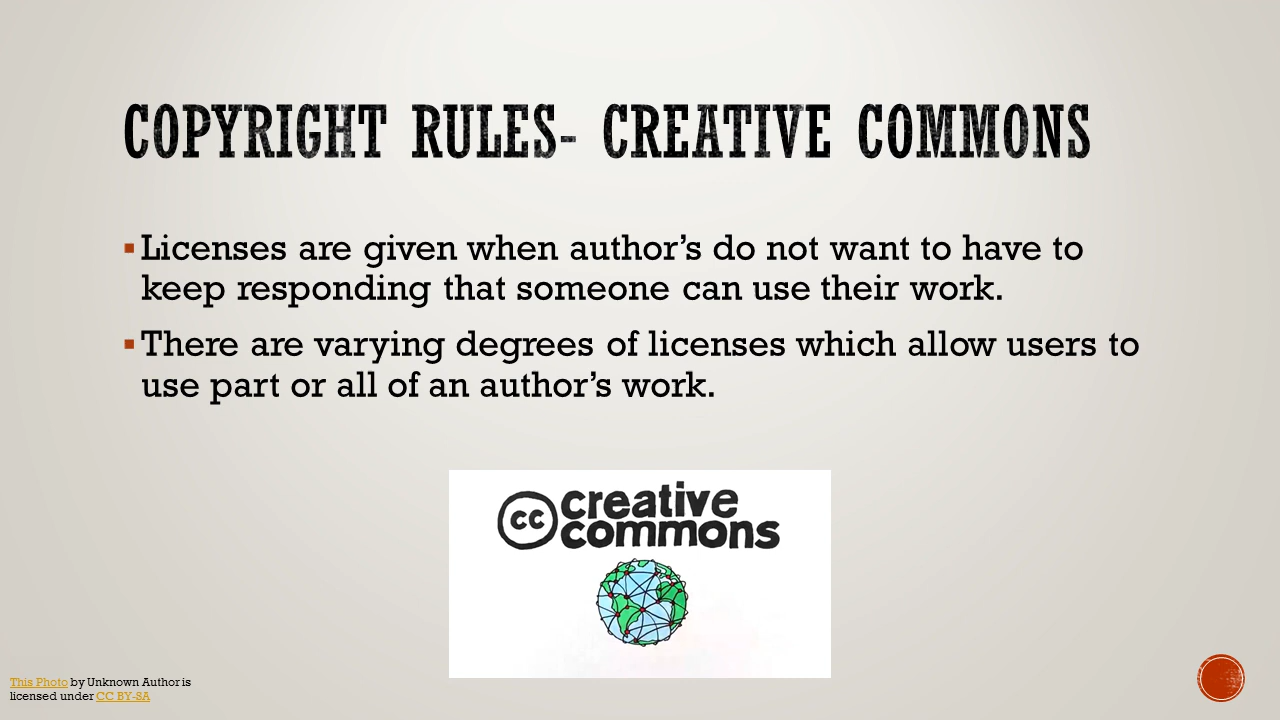 COPYRIGHT RULES- CREATIVE COMMONS
Licenses are given when author’s do not want to have to
keep responding that someone can use their work.
There are varying degrees of licenses which allow users to
use part or all of an author’s work.
cc creative
commons
This Photo by Unknown Author is
licensed under CC BY-SA